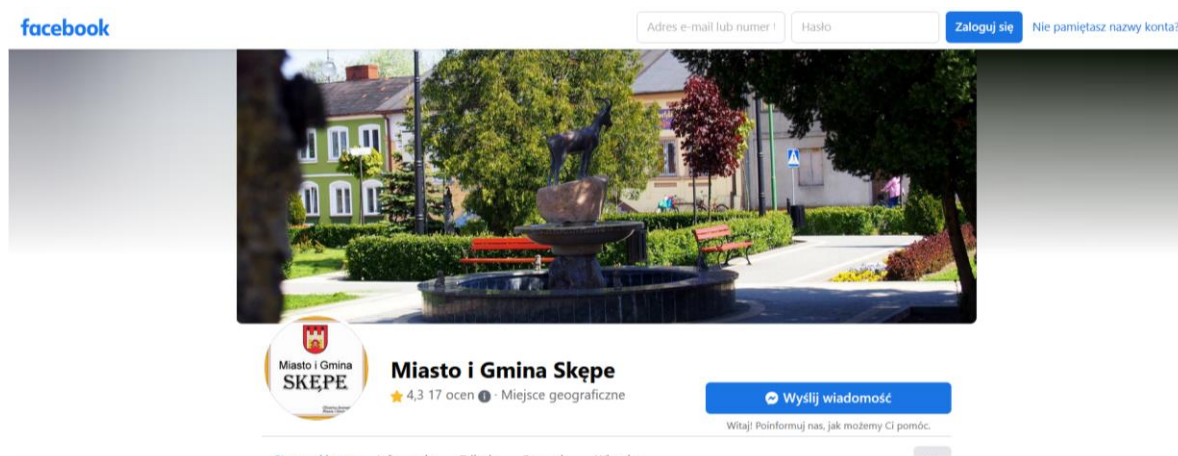 facebook
Adres e-mail lub numer t
Hasło
Zaloguj się
Nie pamiętasz nazwy konta?
Miasto i Gmina
SKĘPE
Miasto i Gmina Skępe
4,3 17 ocen · Miejsce geograficzne
Wyślij wiadomość
Witaj! Poinformuj nas, jak możemy Ci pomóc.